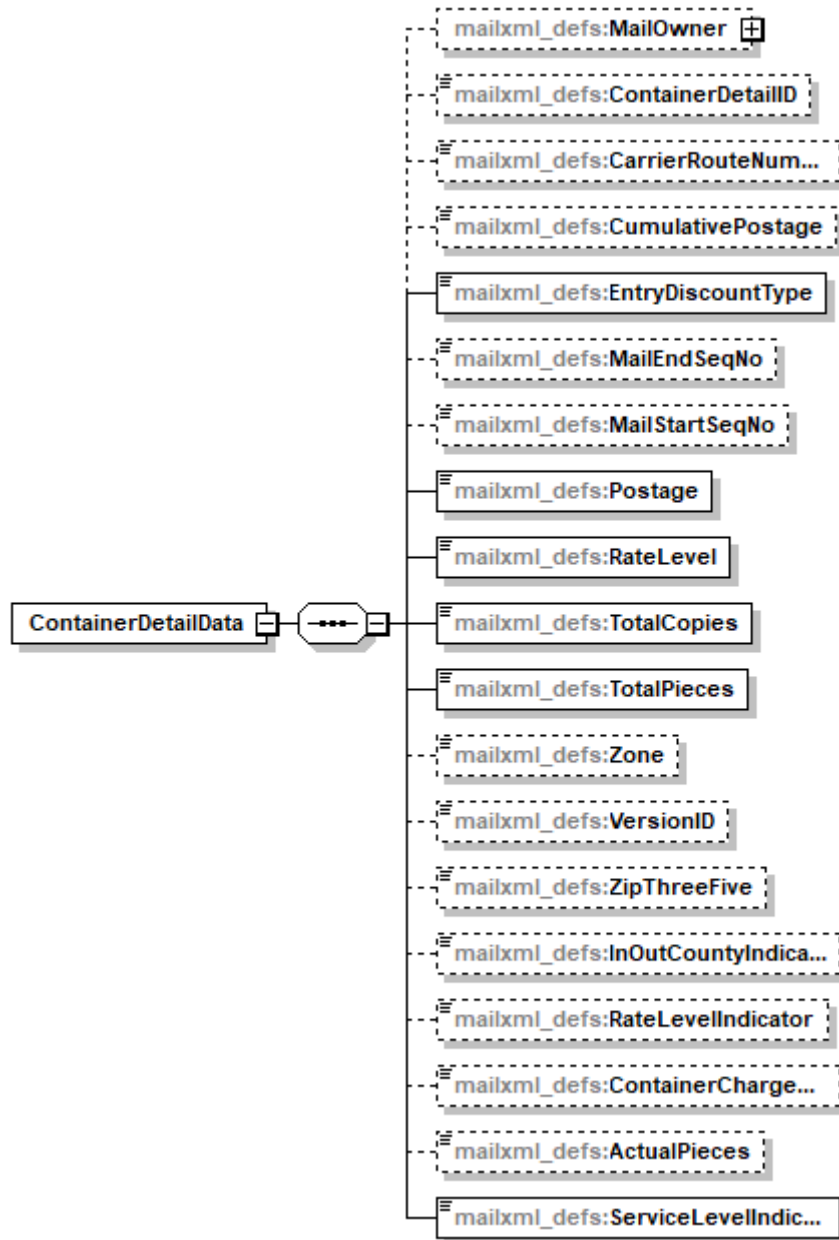 mailxml_defs:MailOwner
mailxml_defs:ContainerDetailID
mailxml_defs:CarrierRouteNum...
mailxml_defs:CumulativePostage
mailxml_defs:EntryDiscountType
mailxml_defs:MailEndSeqNo
mailxml_defs:MailStartSeqNo
mailxml_defs:Postage
mailxml_defs:RateLevel
ContainerDetailData
mailxml_defs:TotalCopies
mailxml_defs:TotalPieces
mailxml_defs:Zone
mailxml_defs:VersionID
mailxml_defs:ZipThreeFive
mailxml_defs:InOutCountyIndica...
mailxml_defs:RateLevelIndicator
mailxml_defs:ContainerCharge...
mailxml_defs:ActualPieces
mailxml_defs:ServiceLevelIndic...